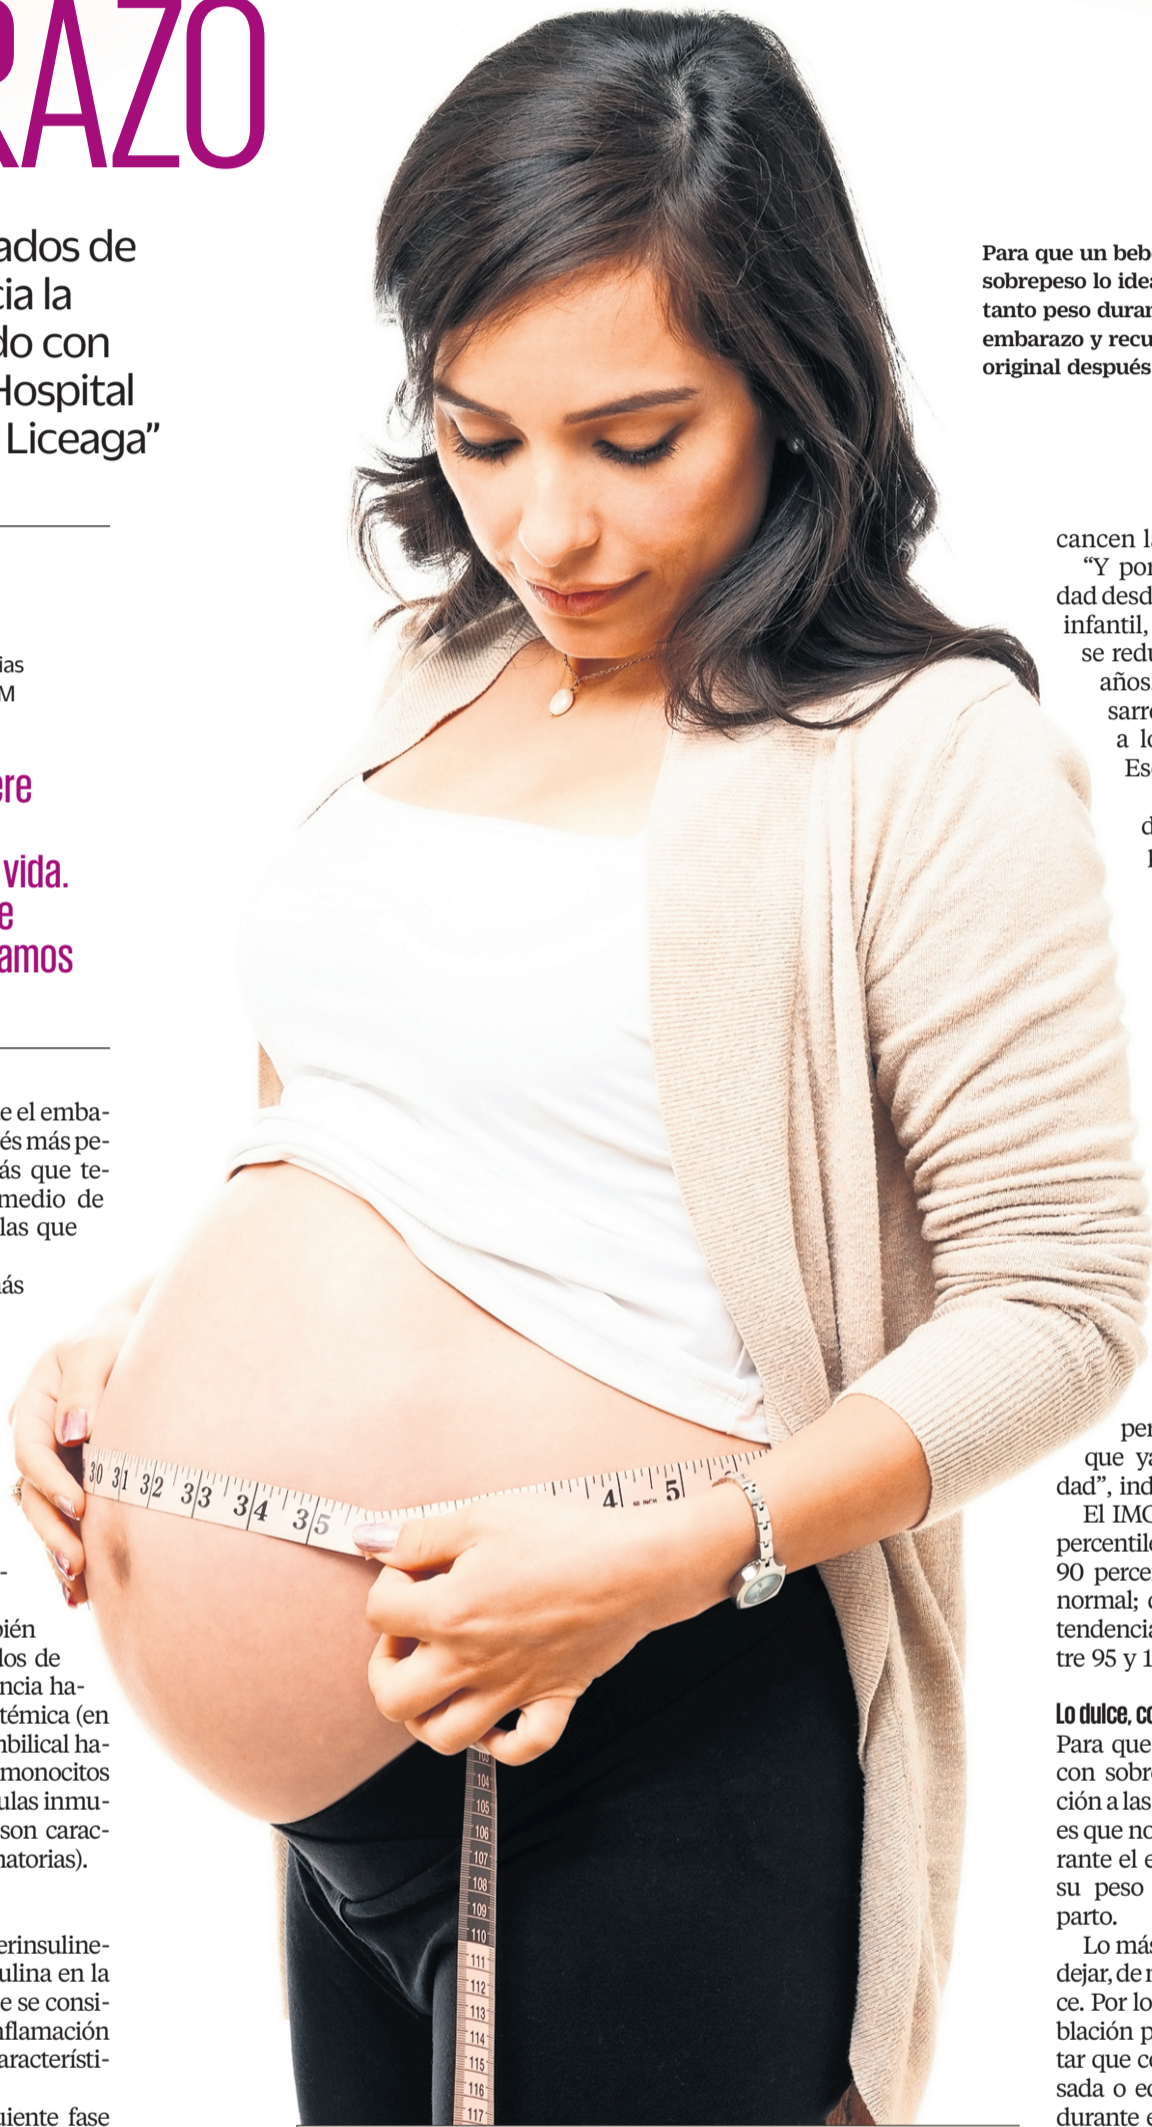 RAZO
ados de
cia la
do con
Hospital
Liceaga”
ias
M
ere
vida.
e
amos
e el emba-
és más pe-
ás que te-
medio de
las que
ás
-
bién
los de
ncia ha-
témica (en
nbilical ha-
monocitos
ulas inmu-
son carac-
natorias).
erinsuline-
ulina en la
e se consi-
nflamación
aracterísti-
uiente fase
30 31 32 33 34 35
4 5
103
104
105
106
107
108
109
110
111
112
113
114
115
116
117
Para que un beb
sobrepeso lo idea
tanto peso duran
embarazo y recu
original después
cancen la
“Y por
dad desd
infantil,
se redu
años,
sarro
a lo
Es
d
per
que ya
dad”, ind
El IMC
percentile
90 perce
normal; c
tendencia
tre 95 y 1
Lo dulce, co
Para que
con sobre
ción a las
es que no
rante el e
su peso
parto.
Lo más
dejar, de n
ce. Por lo
blación p
tar que co
sada o ec
durante e